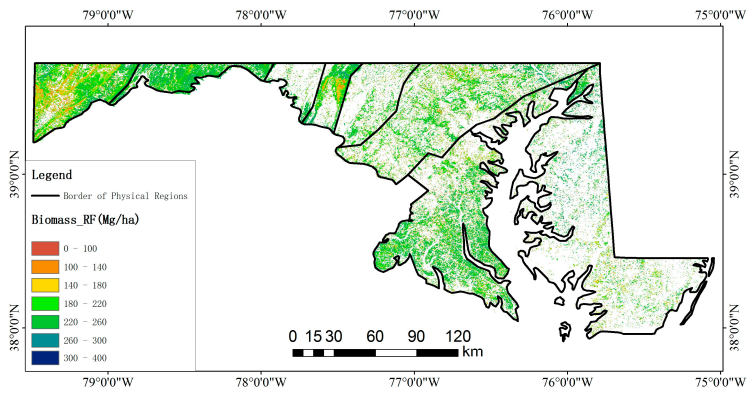 79°0'0"W 78°0'0"W 77°0'0"W 76°0'0"W 75°0'0"W
39°0'0"N 39°0'0"N
38°0'0"N 38°0'0"N
Legend
Border of Physical Regions
Biomass_RF(Mg/ha)
0 - 100
100 - 140
140 - 180
180 - 220
220 - 260
260 - 300
300 - 400
0 15 30 60 90 120
km
79°0'0"W 78°0'0"W 77°0'0"W 76°0'0"W 75°0'0"W